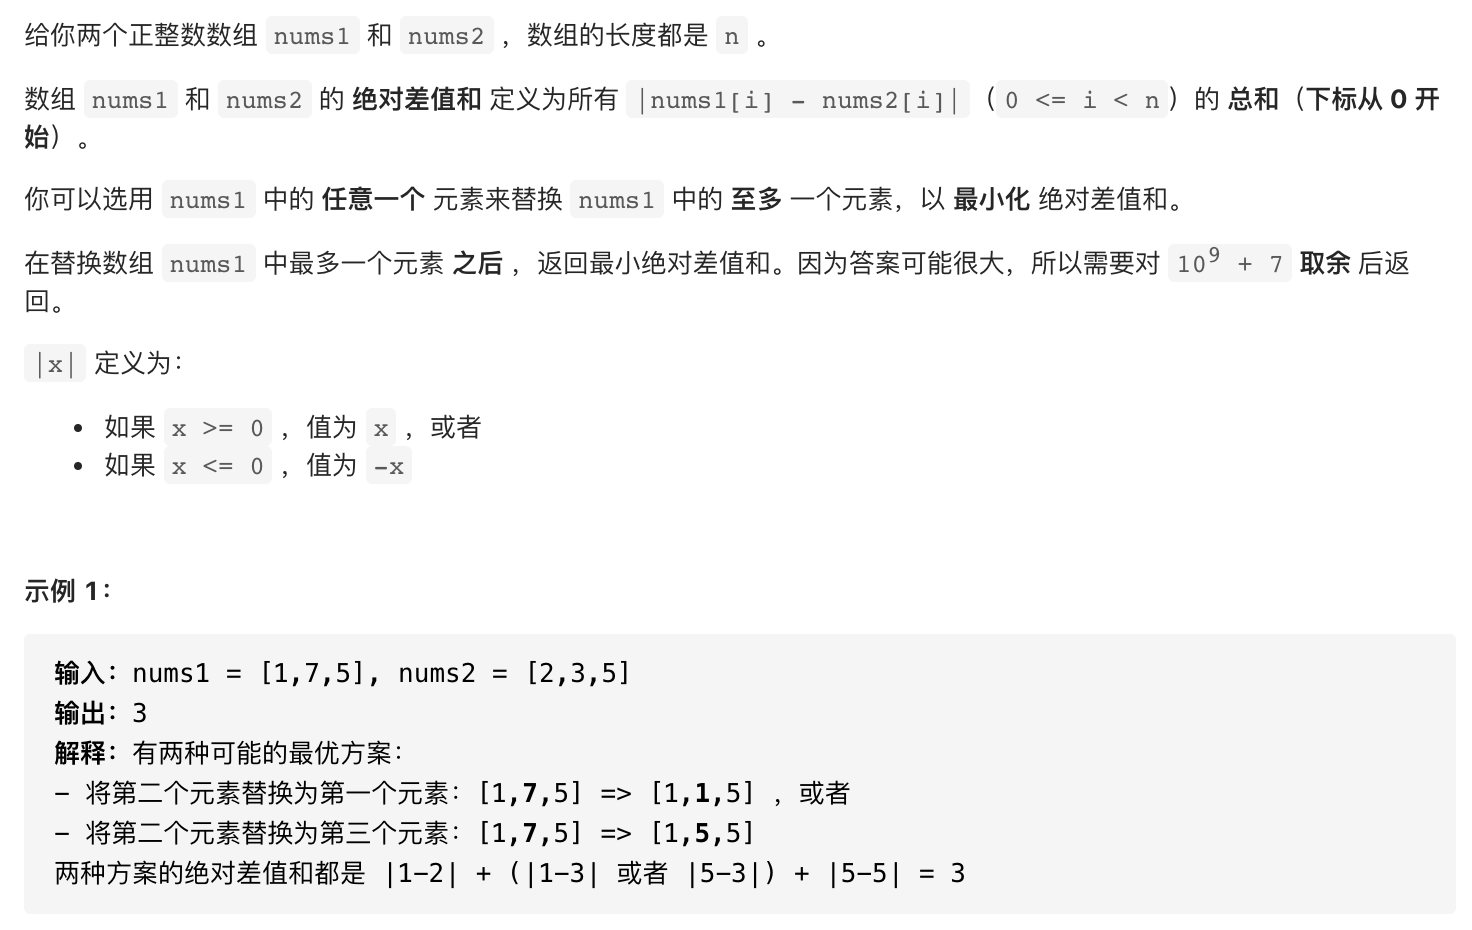 给你两个正整数数组 nums1 和 nums2 ，数组的长度都是 n 。
数组 nums1 和 nums2 的 绝对差值和 定义为所有 |nums1[i] - nums2[i]|（0 <= i < n）的 总和（下标从 0 开
始）。
你可以选用 nums1 中的 任意一个 元素来替换 nums1 中的 至多 一个元素，以 最小化 绝对差值和。
在替换数组 nums1 中最多一个元素 之后 ，返回最小绝对差值和。因为答案可能很大，所以需要对 10⁹ + 7 取余 后返
回。
|x| 定义为：
• 如果 x >= 0 ，值为 x ，或者
• 如果 x <= 0 ，值为 -x
示例 1：
输入：nums1 = [1,7,5], nums2 = [2,3,5]
输出：3
解释：有两种可能的最优方案：
- 将第二个元素替换为第一个元素：[1,7,5] => [1,1,5] ，或者
- 将第二个元素替换为第三个元素：[1,7,5] => [1,5,5]
两种方案的绝对差值和都是 |1-2| + (|1-3| 或者 |5-3|) + |5-5| = 3